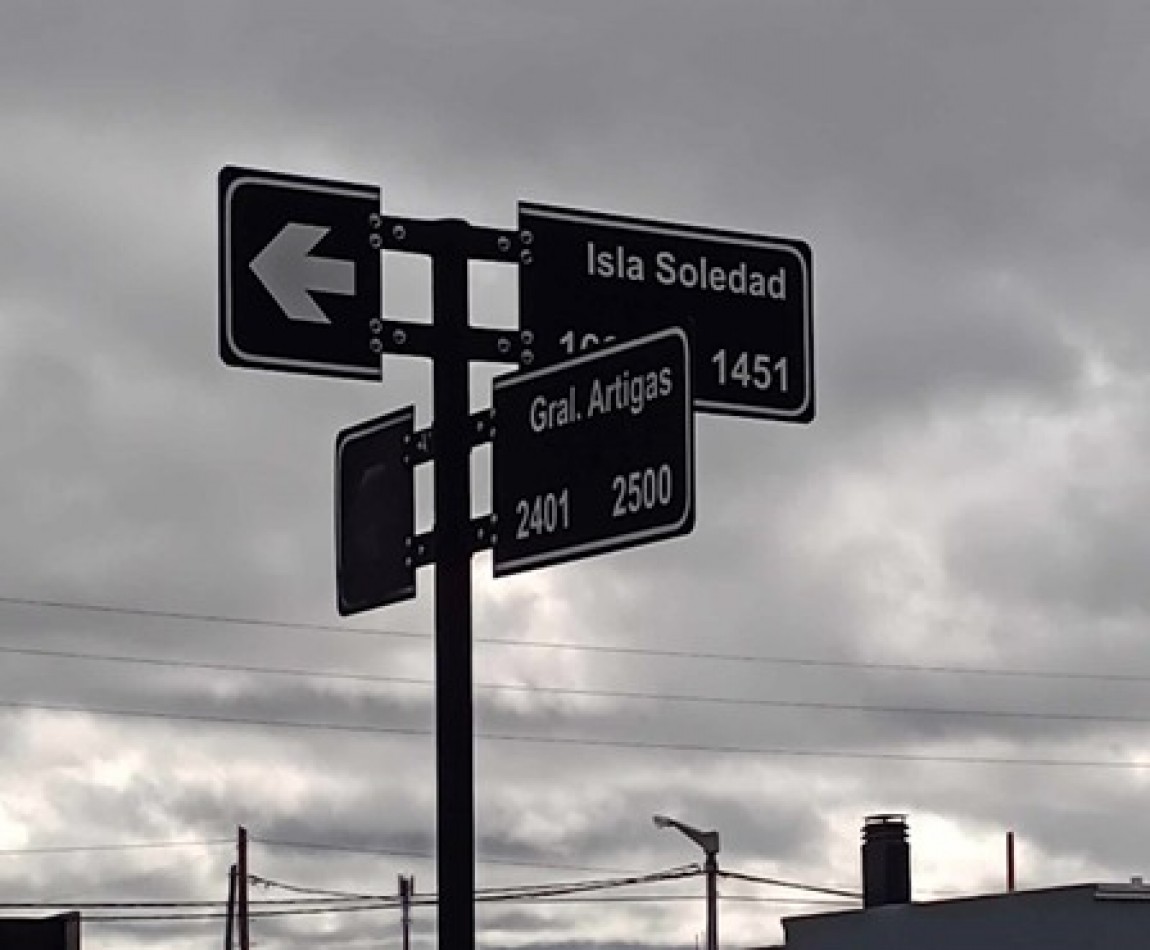 Isla Soledad
1451
Gral. Artigas
2401 2500